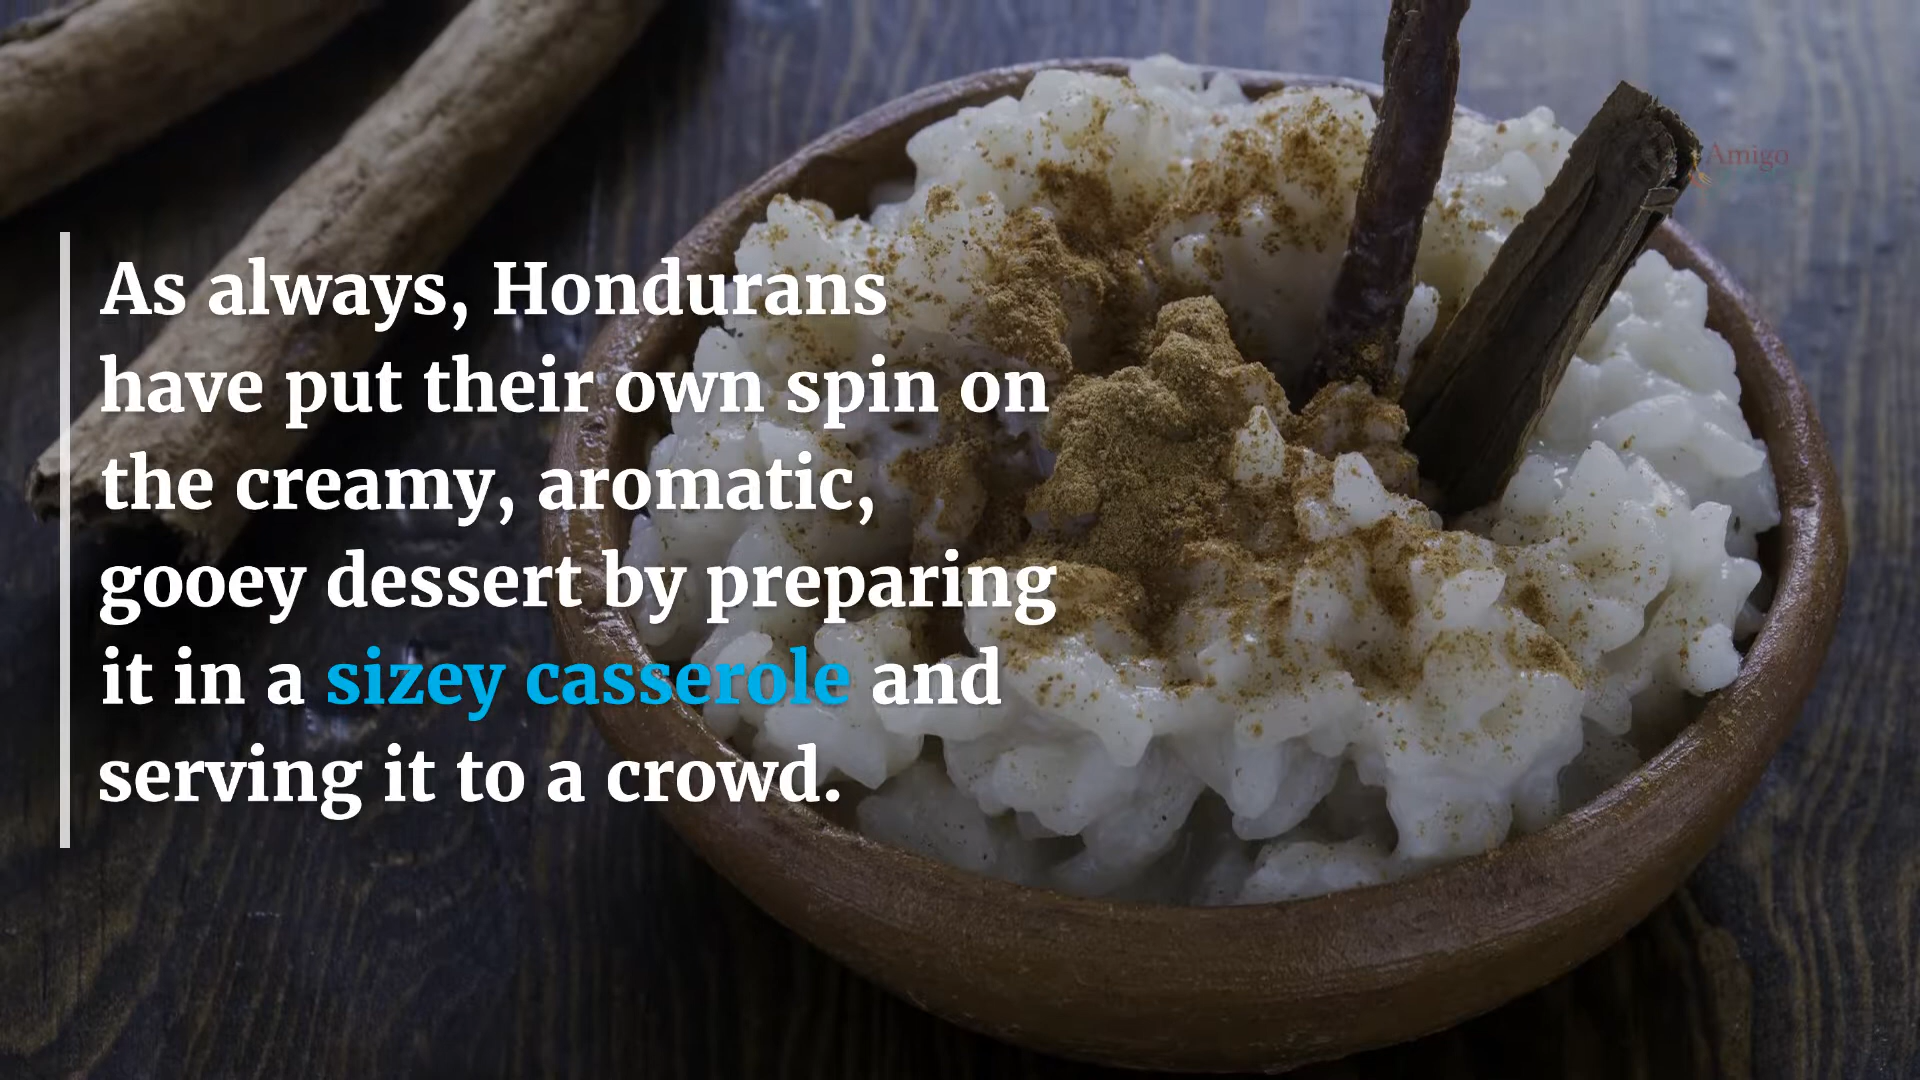 Amigo
As always, Hondurans
have put their own spin on
the creamy, aromatic,
gooey dessert by preparing
it in a sizey casserole and
serving it to a crowd.